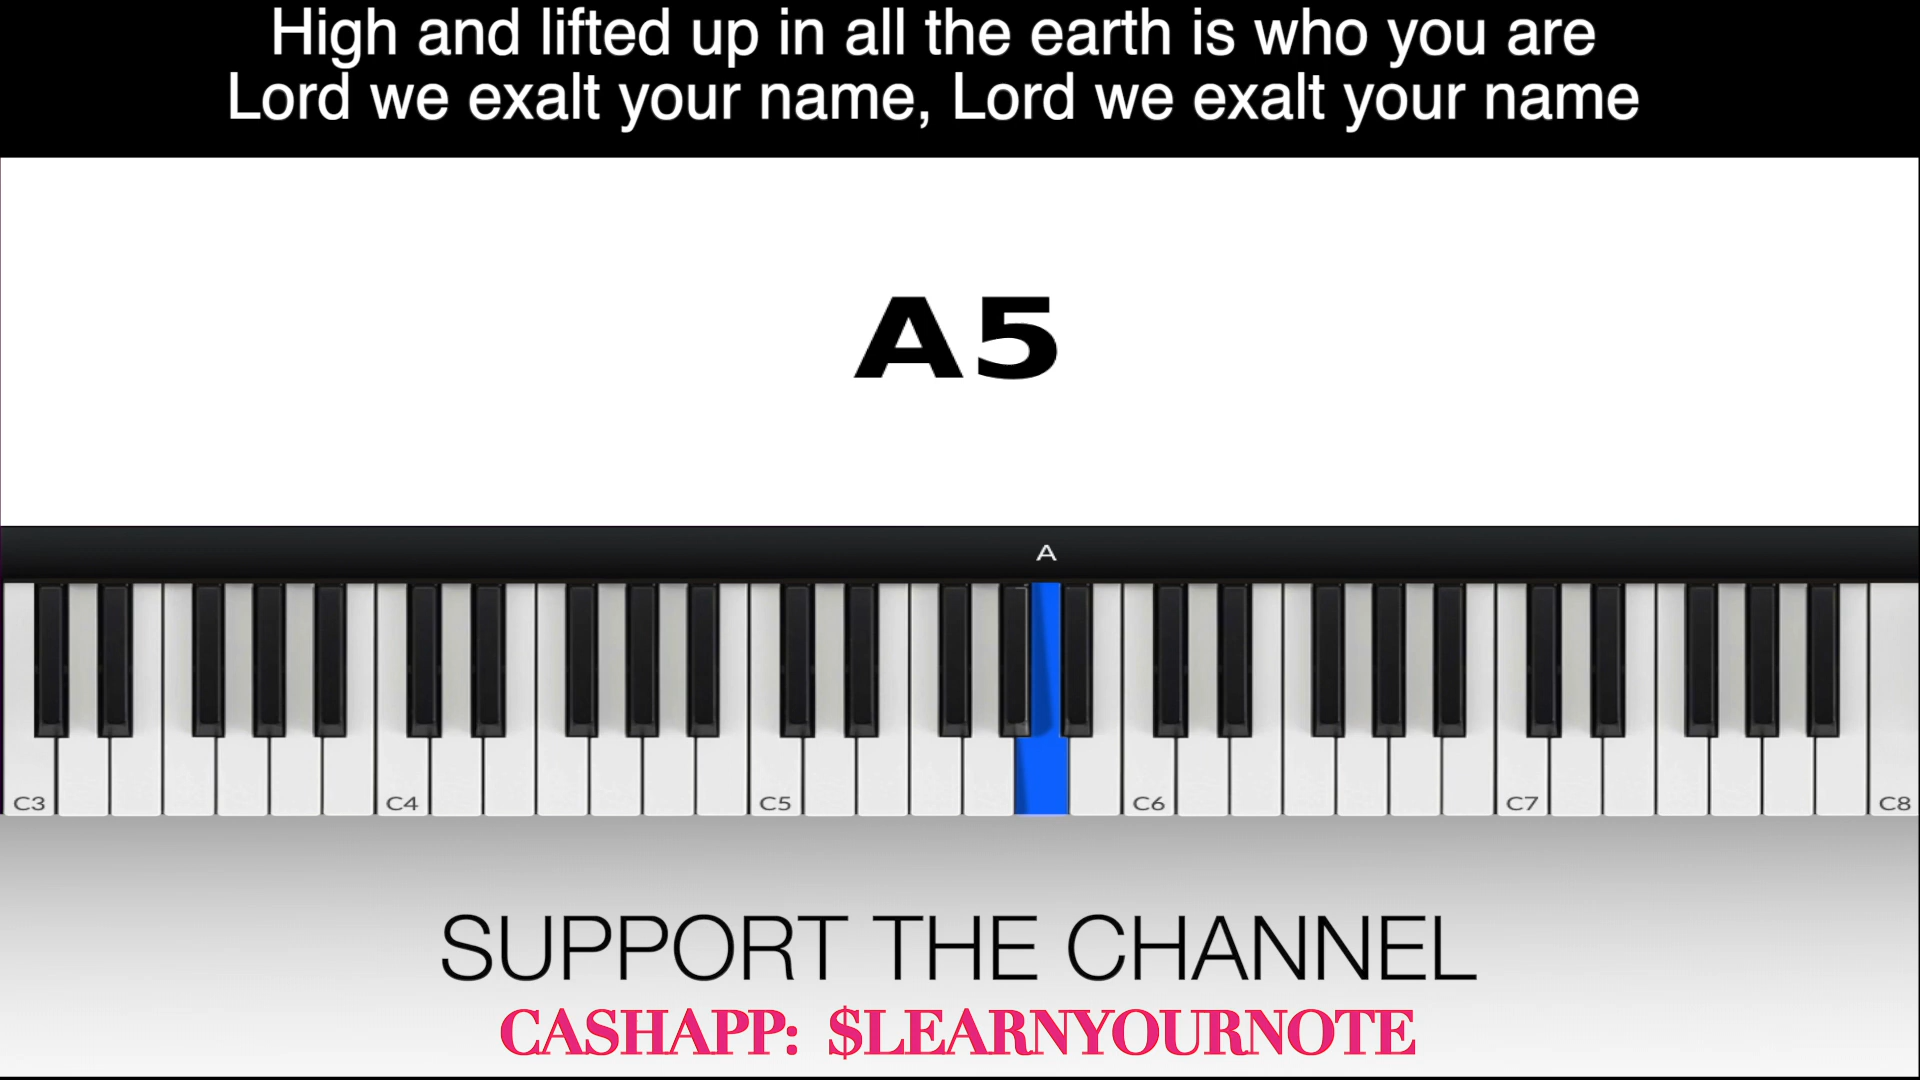 High and lifted up in all the earth is who you are
Lord we exalt your name, Lord we exalt your name
A5
A
C3 C4 C5 C6 C7 C8
SUPPORT THE CHANNEL
CASHAPP: $LEARNYOURNOTE